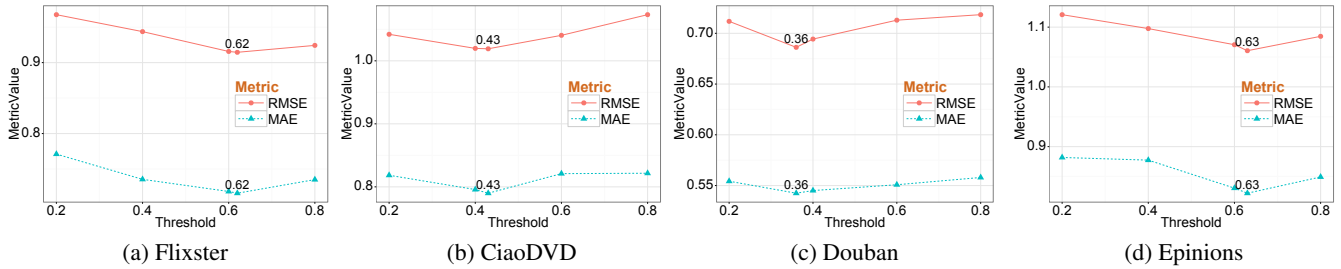 MetricValue
0.9
0.8
0.62
0.62
Metric
RMSE
MAE
0.2
0.4
0.6
0.8
Threshold
(a) Flixster
MetricValue
1.0
0.9
0.8
0.43
0.43
Metric
RMSE
MAE
0.2
0.4
0.6
0.8
Threshold
(b) CiaoDVD
MetricValue
0.70
0.65
0.60
0.55
0.36
0.36
Metric
RMSE
MAE
0.2
0.4
0.6
0.8
Threshold
(c) Douban
MetricValue
1.1
1.0
0.9
0.63
0.63
Metric
RMSE
MAE
0.2
0.4
0.6
0.8
Threshold
(d) Epinions